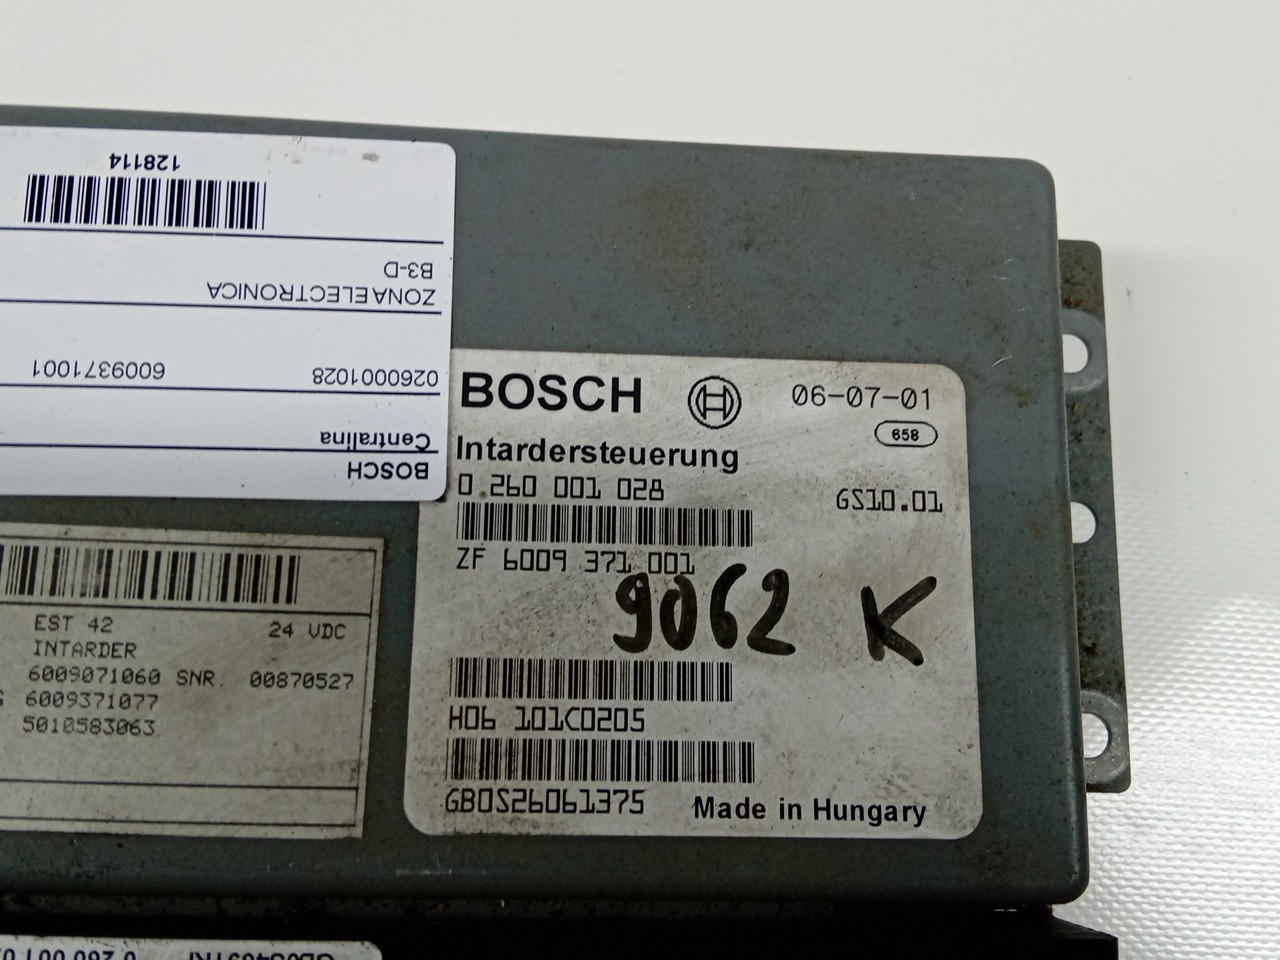 128114
B3-D
ZONA ELECTRONICA
0260001028 6009371001
Centralina
BOSCH
BOSCH
06-07-01
658
Intardersteuerung
0 260 001 028
GS10.01
ZF 6009 371 001
9062 K
H06 101C0205
GB0S26061375
Made in Hungary
EST 42 24 VDC
INTARDER
6009071060 SNR. 00870527
6009371077
5010583063